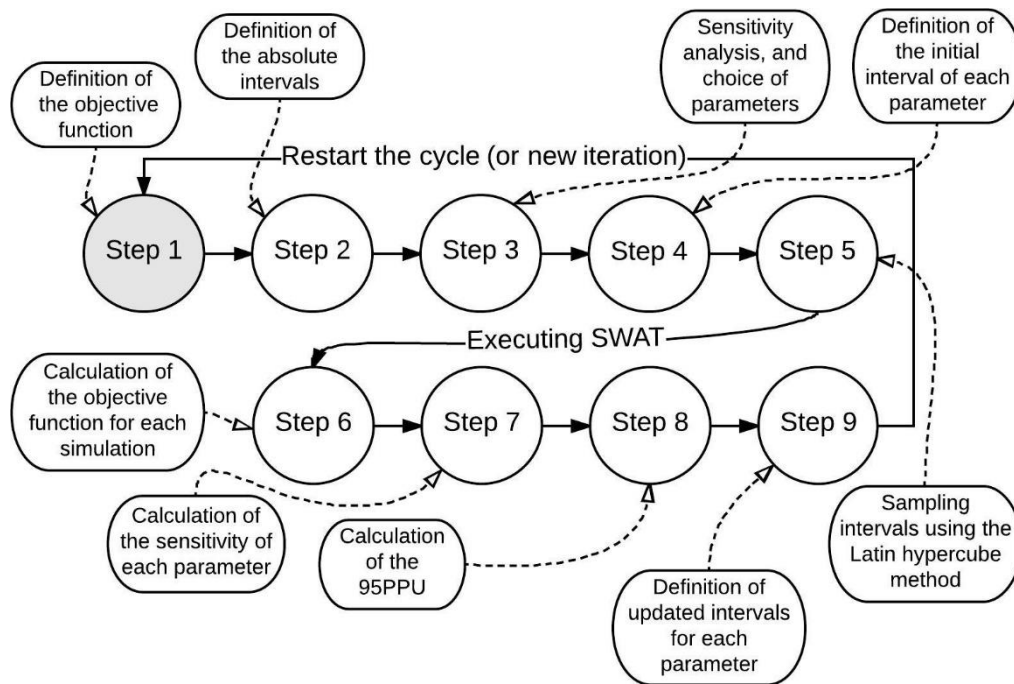 Definition of
the objective
function
Definition of
the absolute
intervals
Sensitivity
analysis, and
choice of
parameters
Definition of
the initial
interval of each
parameter
Restart the cycle (or new iteration)
Step 1
Step 2
Step 3
Step 4
Step 5
Executing SWAT
Calculation of
the objective
function for each
simulation
Step 6
Step 7
Step 8
Step 9
Calculation of
the sensitivity of
each parameter
Calculation
of the
95PPU
Definition of
updated intervals
for each
parameter
Sampling
intervals using the
Latin hypercube
method